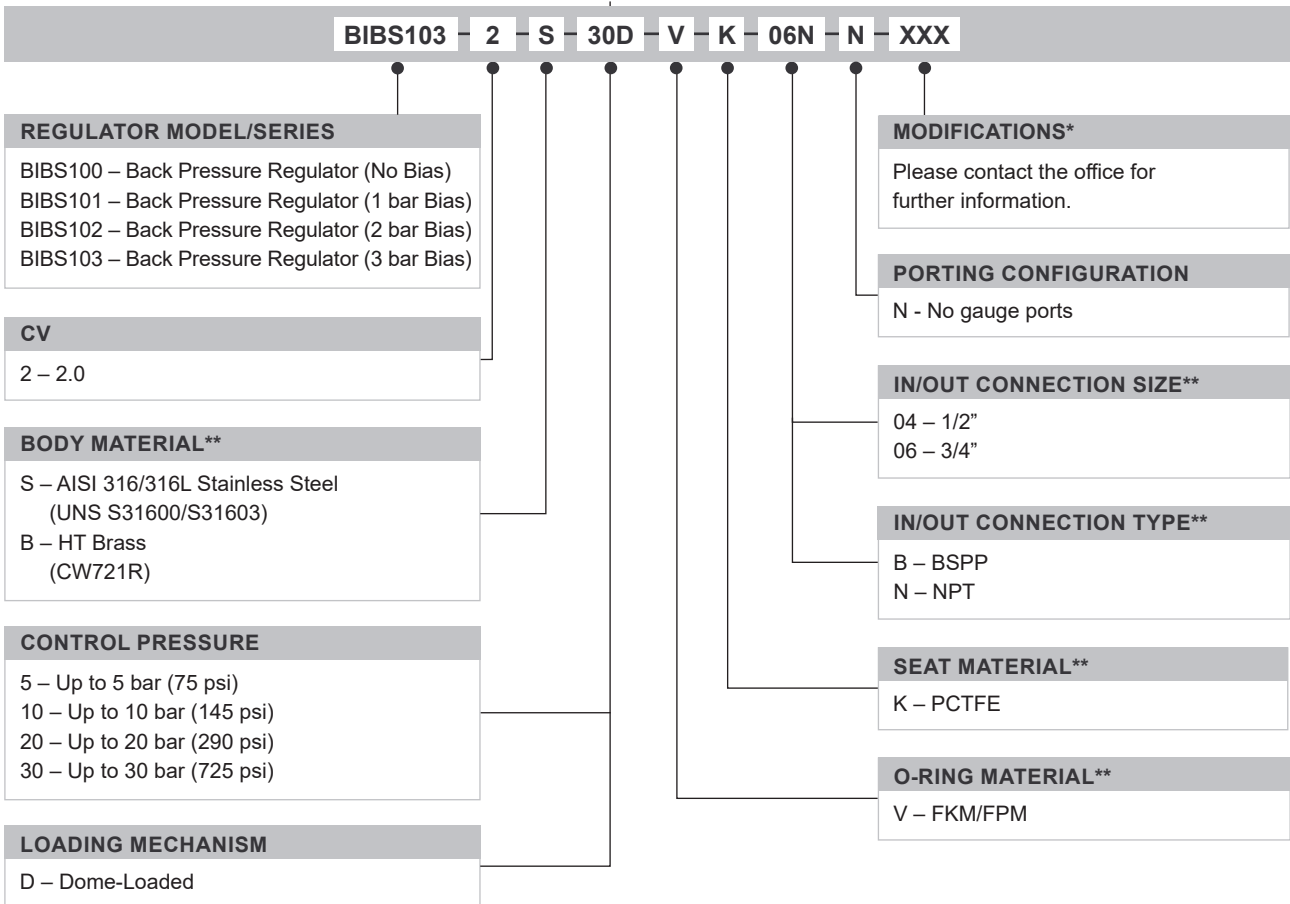 BIBS103 – 2 – S – 30D – V – K – 06N – N – XXX
REGULATOR MODEL/SERIES
BIBS100 – Back Pressure Regulator (No Bias)
BIBS101 – Back Pressure Regulator (1 bar Bias)
BIBS102 – Back Pressure Regulator (2 bar Bias)
BIBS103 – Back Pressure Regulator (3 bar Bias)
CV
2 – 2.0
BODY MATERIAL**
S – AISI 316/316L Stainless Steel
(UNS S31600/S31603)
B – HT Brass
(CW721R)
CONTROL PRESSURE
5 – Up to 5 bar (75 psi)
10 – Up to 10 bar (145 psi)
20 – Up to 20 bar (290 psi)
30 – Up to 30 bar (725 psi)
LOADING MECHANISM
D – Dome-Loaded
MODIFICATIONS*
Please contact the office for
further information.
PORTING CONFIGURATION
N - No gauge ports
IN/OUT CONNECTION SIZE**
04 – 1/2”
06 – 3/4”
IN/OUT CONNECTION TYPE**
B – BSPP
N – NPT
SEAT MATERIAL**
K – PCTFE
O-RING MATERIAL**
V – FKM/FPM